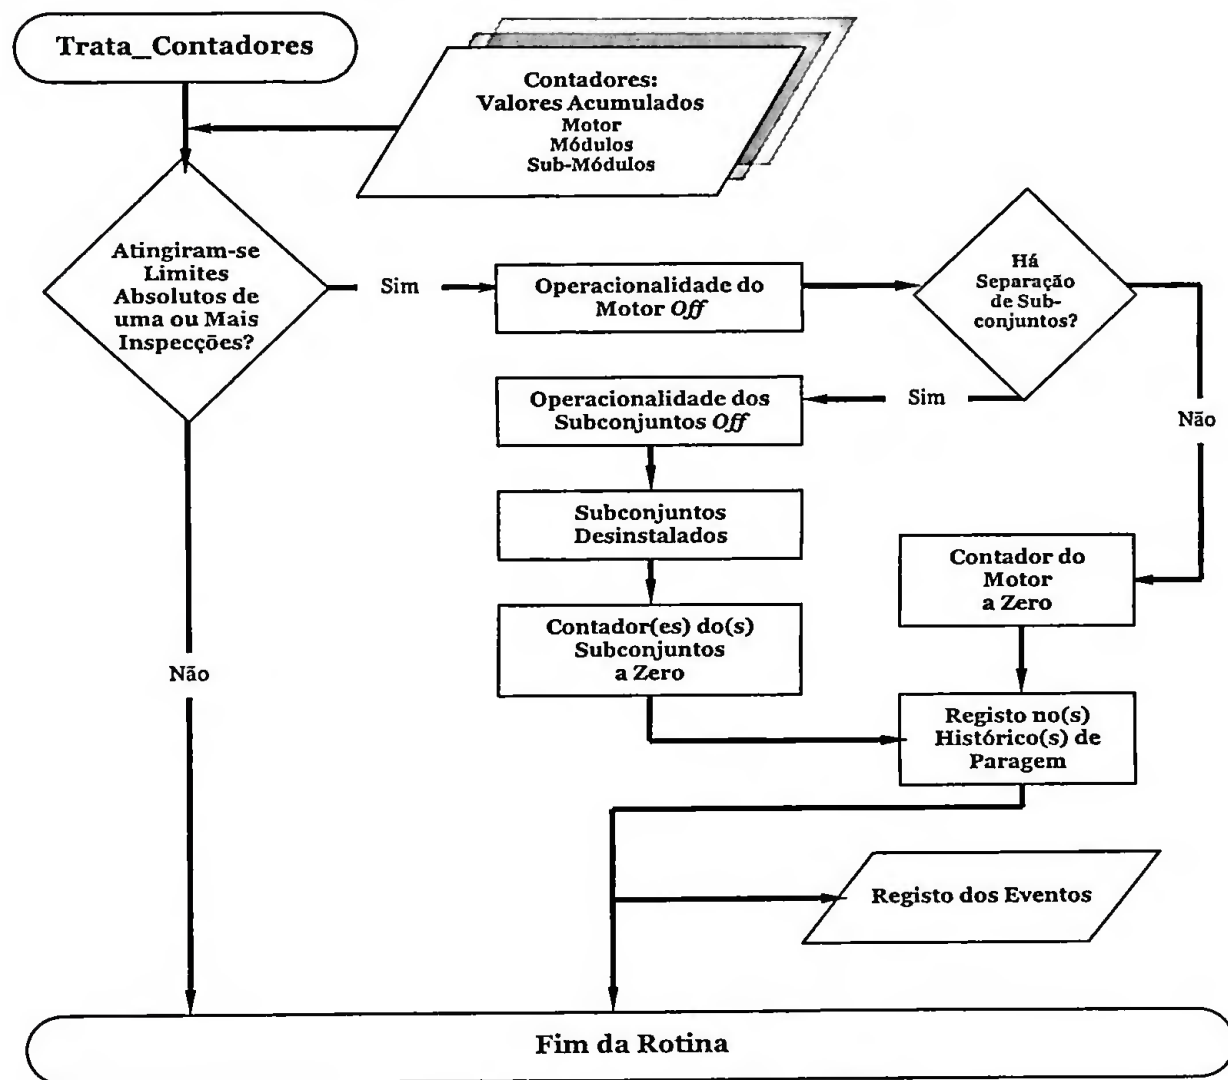 Trata_Contadores
Contadores:
Valores Acumulados
Motor
Módulos
Sub-Módulos
Atingiram-se
Limites
Absolutos de
uma ou Mais
Inspecções?
Sim
Operacionalidade do
Motor Off
Há
Separação
de Sub-
conjuntos?
Operacionalidade dos
Subconjuntos Off
Sim
Não
Subconjuntos
Desinstalados
Contador do
Motor
a Zero
Contador(es) do(s)
Subconjuntos
a Zero
Não
Registo no(s)
Histórico(s) de
Paragem
Registo dos Eventos
Fim da Rotina